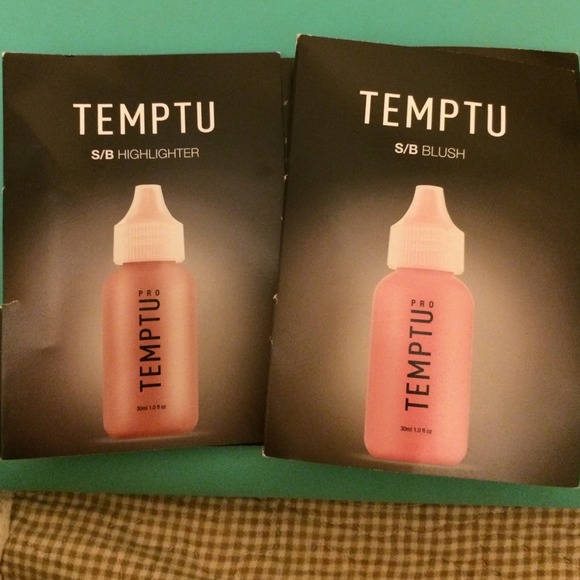 TEMPTU
S/B HIGHLIGHTER
PRO
TEMPTU
30ml 1.0 fl oz
TEMPTU
S/B BLUSH
PRO
TEMPTU
30ml 1.0 fl oz